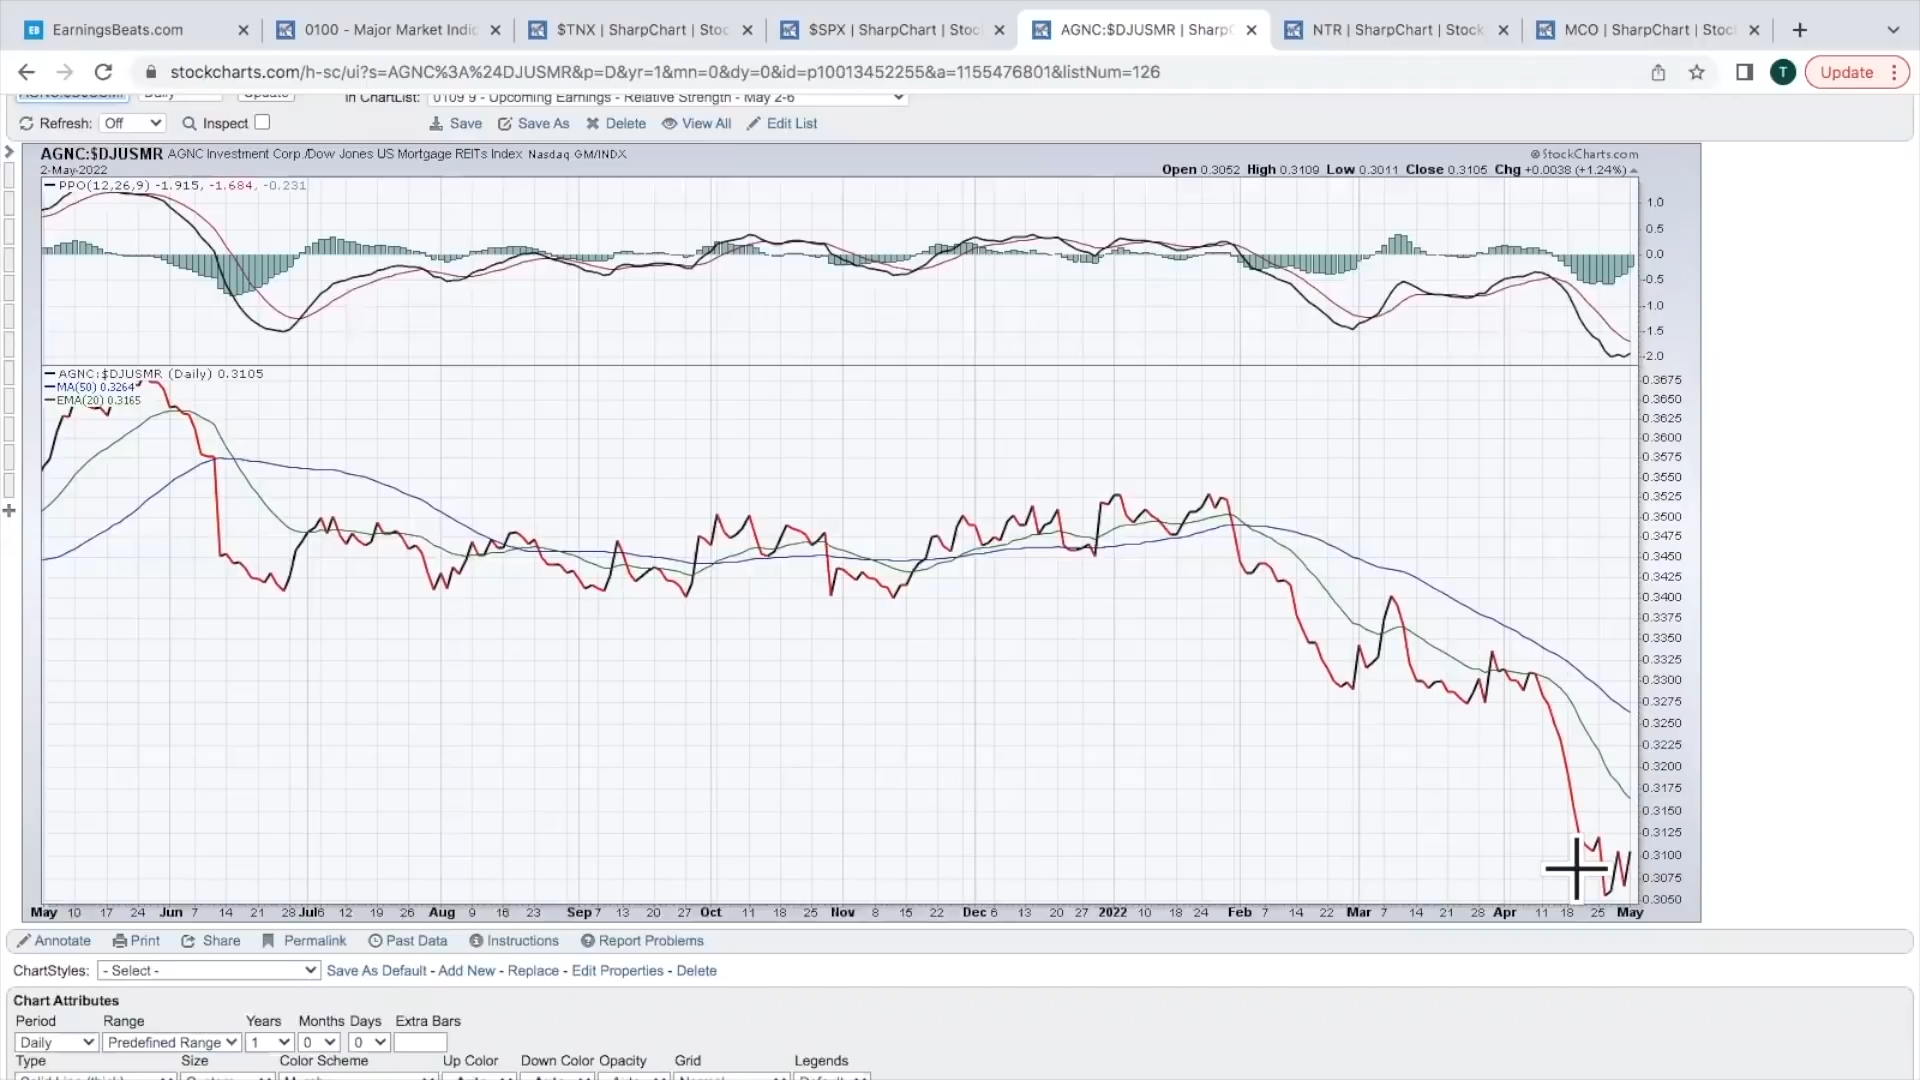 EarningsBeats.com
0100 - Major Market Indic
$TNX | SharpChart | Stoc
$SPX | SharpChart | Stoc
AGNC:$DJUSMR | SharpC
NTR | SharpChart | Stock
MCO | SharpChart | Stoc
stockcharts.com/h-sc/ui?s=AGNC%3A%24DJUSMR&p=D&yr=1&mn=0&dy=0&id=p10013452255&a=1155476801&listNum=126
T
Update
AGNC:$DJUSMR Daily Update in ChartList: 0109 9 - Upcoming Earnings - Relative Strength - May 2-6
Refresh: Off Inspect Save Save As Delete View All Edit List
AGNC:$DJUSMR AGNC Investment Corp./Dow Jones US Mortgage REITs Index Nasdaq GM/INDX
© StockCharts.com
2-May-2022
Open 0.3052 High 0.3109 Low 0.3011 Close 0.3105 Chg +0.0038 (+1.24%)
PPO(12,26,9) -1.915, -1.684, -0.231
1.0
0.5
0.0
-0.5
-1.0
-1.5
-2.0
AGNC:$DJUSMR (Daily) 0.3105
MA(50) 0.3264
EMA(20) 0.3165
0.3675
0.3650
0.3625
0.3600
0.3575
0.3550
0.3525
0.3500
0.3475
0.3450
0.3425
0.3400
0.3375
0.3350
0.3325
0.3300
0.3275
0.3250
0.3225
0.3200
0.3175
0.3150
0.3125
0.3100
0.3075
0.3050
May 10 17 24 Jun 7 14 21 28 Jul 6 12 19 26 Aug 9 16 23 Sep 7 13 20 27 Oct 11 18 25 Nov 8 15 22 Dec 6 13 20 27 2022 10 18 24 Feb 7 14 22 Mar 7 14 21 28 Apr 11 18 25 May
Annotate Print Share Permalink Past Data Instructions Report Problems
ChartStyles: - Select - Save As Default - Add New - Replace - Edit Properties - Delete
Chart Attributes
Period Range Years Months Days Extra Bars
Daily Predefined Range 1 0 0
Type Size Color Scheme Up Color Down Color Opacity Grid Legends